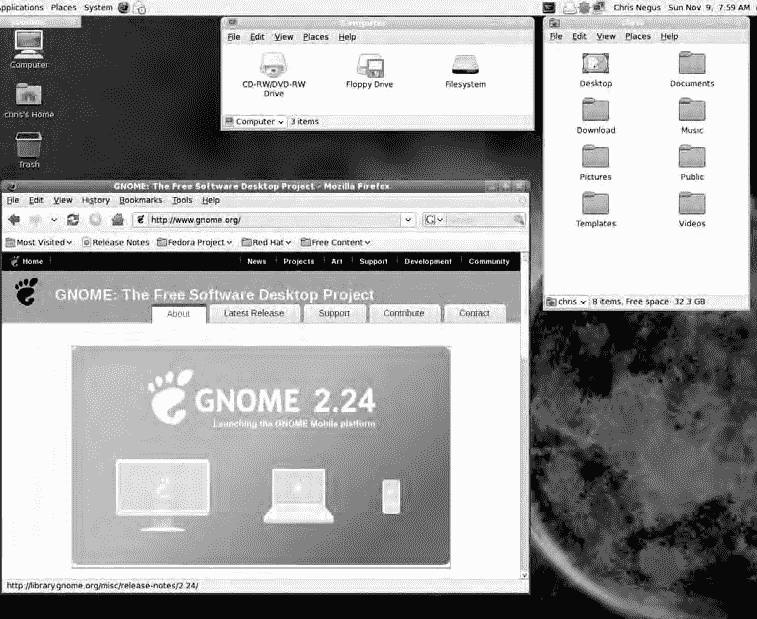 Applications Places System
Chris Negus Sun Nov 9, 7:59 AM
Computer
chris's Home
Trash
Computer
File Edit View Places Help
CD-RW/DVD-RW
Drive
Floppy Drive
Filesystem
Computer 3 items
File Edit View Places Help
Desktop Documents
Download Music
Pictures Public
Templates Videos
chris 8 items, Free space: 32.3 GB
GNOME: The Free Software Desktop Project - Mozilla Firefox
File Edit View History Bookmarks Tools Help
http://www.gnome.org/
G
Most Visited Release Notes Fedora Project Red Hat Free Content
Home News Projects Art Support Development Community
GNOME: The Free Software Desktop Project
About Latest Release Support Contribute Contact
GNOME 2.24
Launching the GNOME Mobile platform
http://library.gnome.org/misc/release-notes/2.24/